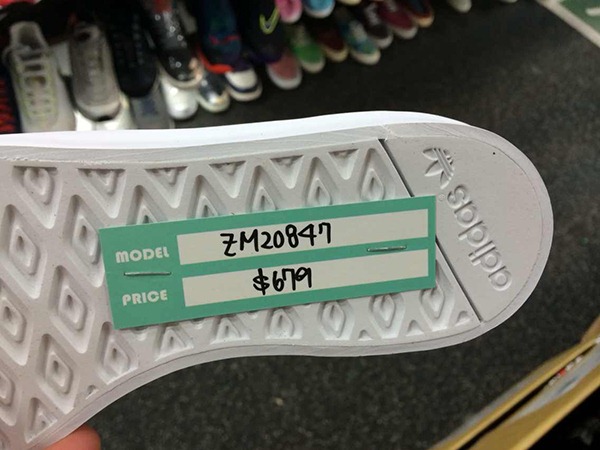 MODEL ZM20847
PRICE $679
adidas